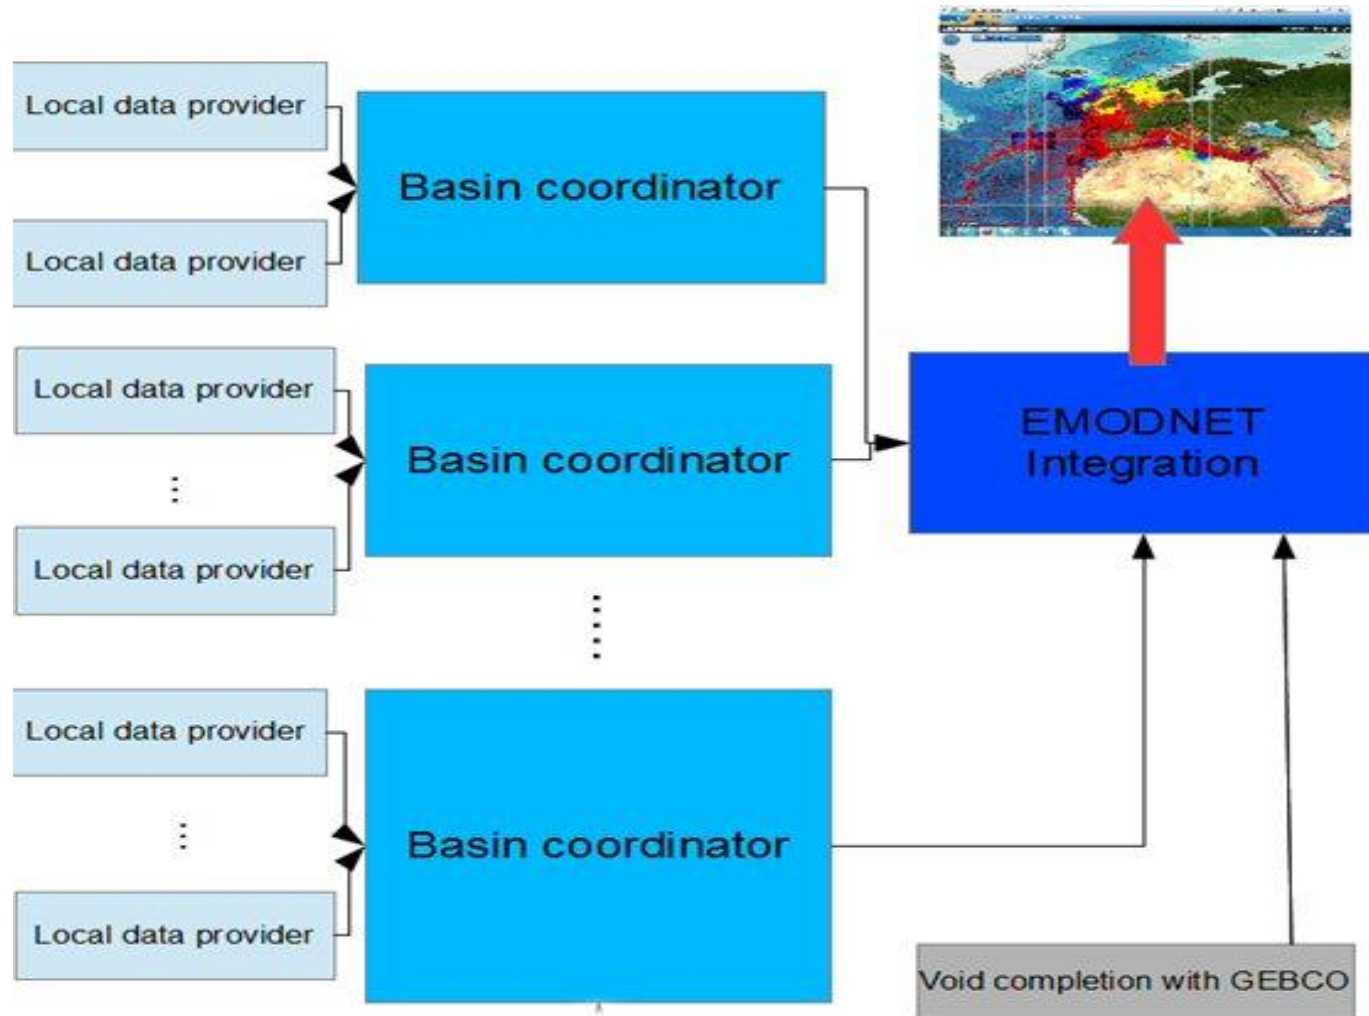 Local data provider
Local data provider
Basin coordinator
Local data provider
Local data provider
Basin coordinator
Local data provider
Local data provider
Basin coordinator
EMODNET
Integration
Void completion with GEBCO